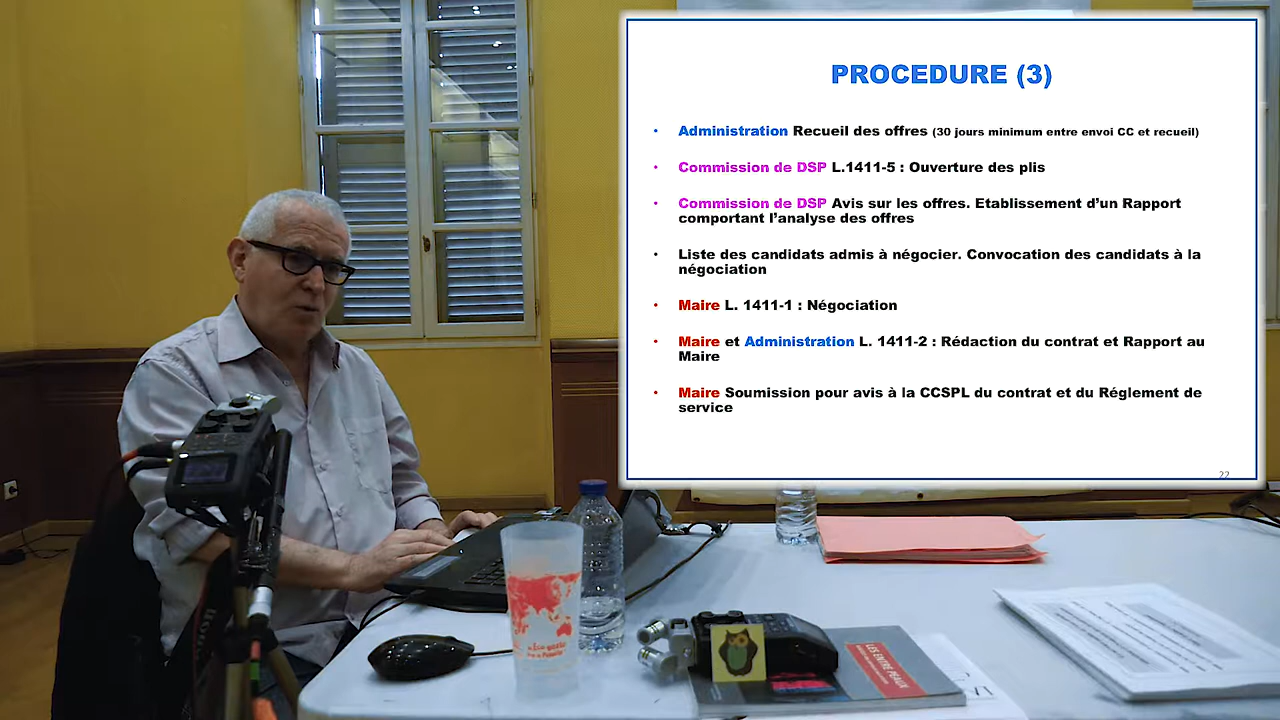 PROCEDURE (3)
• Administration Recueil des offres (30 jours minimum entre envoi CC et recueil)
• Commission de DSP L.1411-5 : Ouverture des plis
• Commission de DSP Avis sur les offres. Etablissement d’un Rapport
comportant l’analyse des offres
• Liste des candidats admis à négocier. Convocation des candidats à la
négociation
• Maire L. 1411-1 : Négociation
• Maire et Administration L. 1411-2 : Rédaction du contrat et Rapport au
Maire
• Maire Soumission pour avis à la CCSPL du contrat et du Réglement de
service
22
LES ENTRE PEAUX